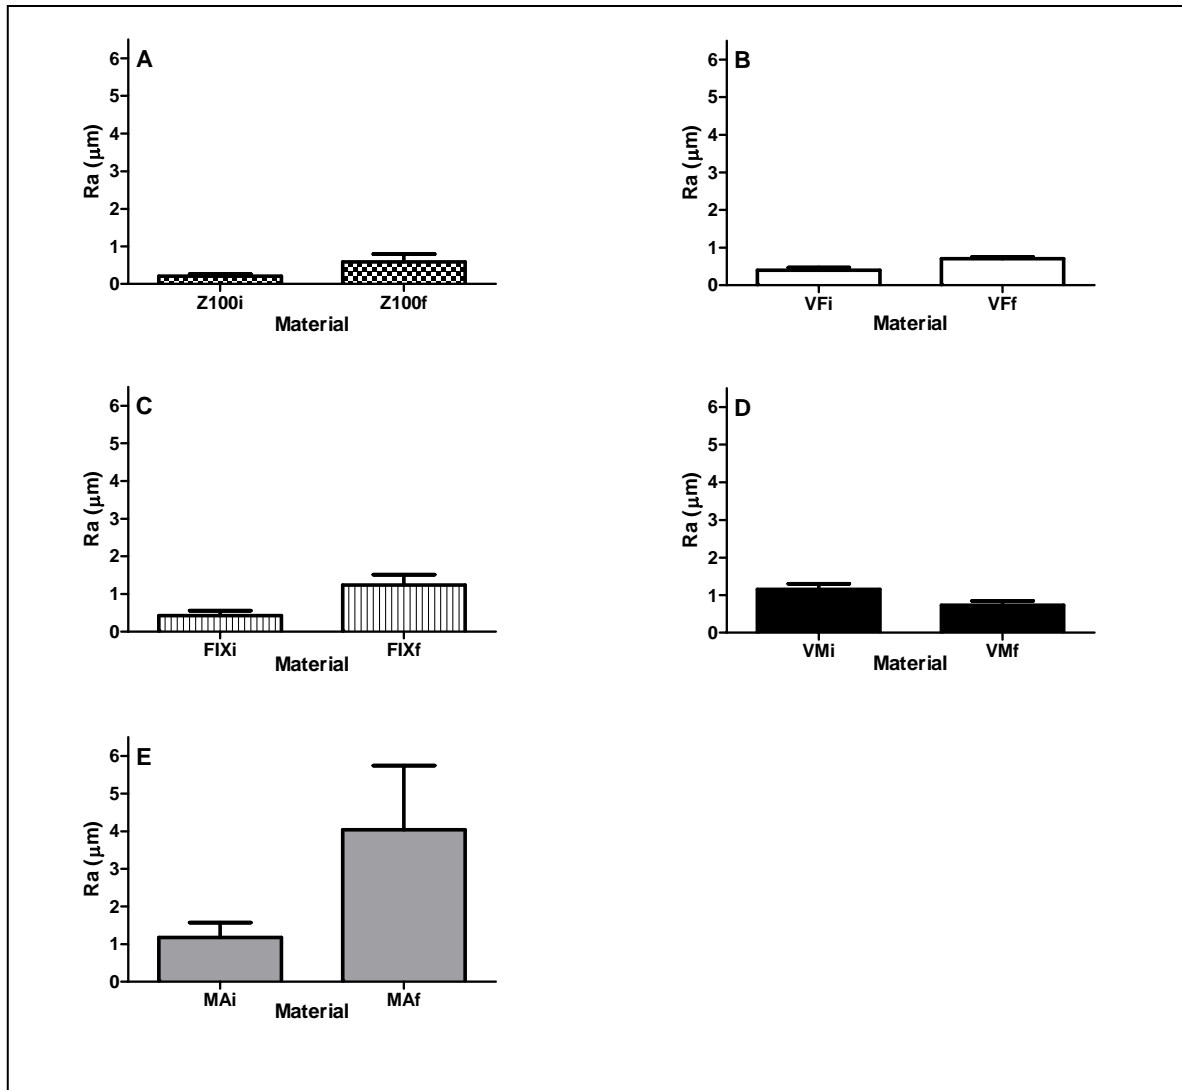 A
6
5
4
3
2
1
0
Ra (μm)
Z100i Z100f
Material
B
6
5
4
3
2
1
0
Ra (μm)
VFi VFf
Material
C
6
5
4
3
2
1
0
Ra (μm)
FIXi FIXf
Material
D
6
5
4
3
2
1
0
Ra (μm)
VMi VMf
Material
E
6
5
4
3
2
1
0
Ra (μm)
MAi MAf
Material